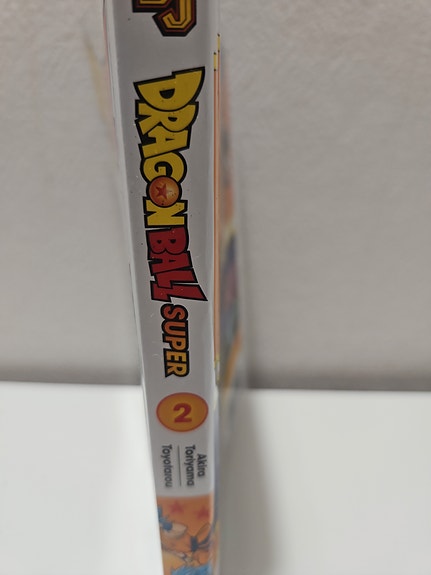 DRAGON BALL
SUPER
2
Akira
Toriyama
Toyotarou